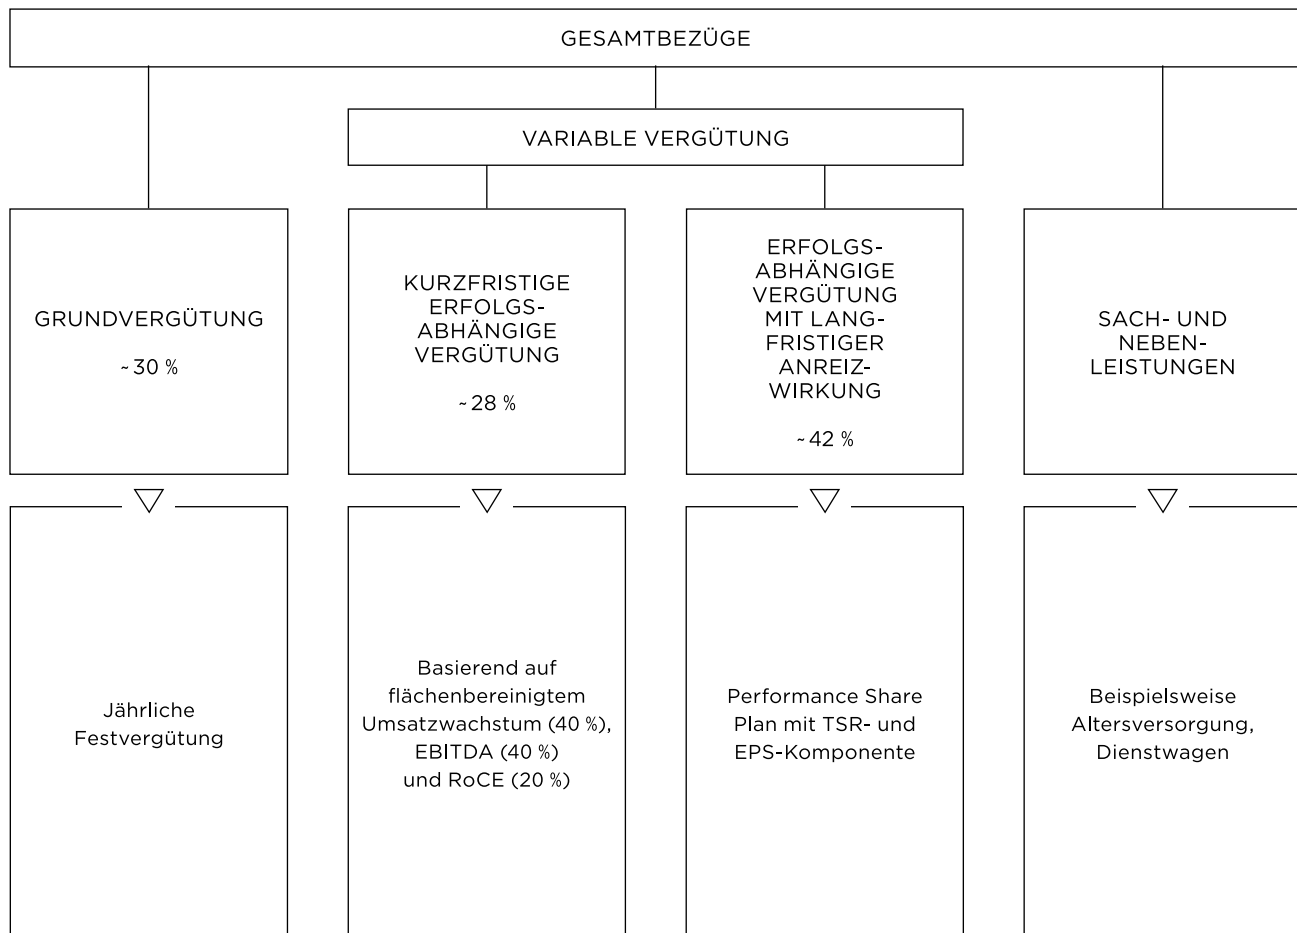 GESAMTBEZÜGE
VARIABLE VERGÜTUNG
GRUNDVERGÜTUNG
~ 30 %
KURZFRISTIGE
ERFOLGS-
ABHÄNGIGE
VERGÜTUNG
~ 28 %
ERFOLGS-
ABHÄNGIGE
VERGÜTUNG
MIT LANG-
FRISTIGER
ANREIZ-
WIRKUNG
~ 42 %
SACH- UND
NEBEN-
LEISTUNGEN
Jährliche
Festvergütung
Basierend auf
flächenbereinigtem
Umsatzwachstum (40 %),
EBITDA (40 %)
und RoCE (20 %)
Performance Share
Plan mit TSR- und
EPS-Komponente
Beispielsweise
Altersversorgung,
Dienstwagen